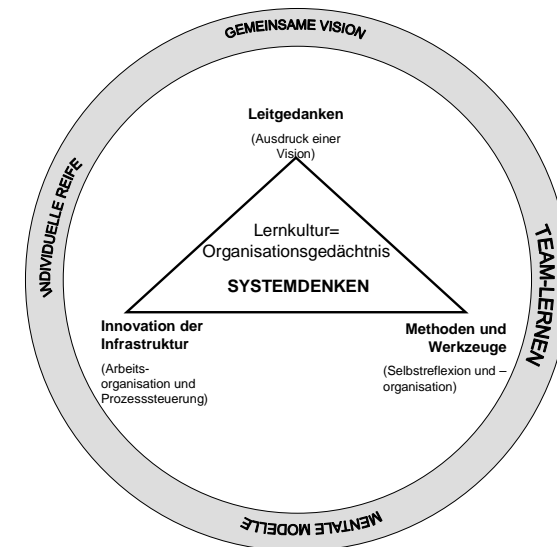 GEMEINSAME VISION
Leitgedanken
(Ausdruck einer
Vision)
INDIVIDUELLE REIFE
Lernkultur=
Organisationsgedächtnis
SYSTEMDENKEN
TEAM-LERNEN
Innovation der
Infrastruktur
(Arbeits-
organisation und
Prozesssteuerung)
Methoden und
Werkzeuge
(Selbstreflexion und –
organisation)
MENTALE MODELLE